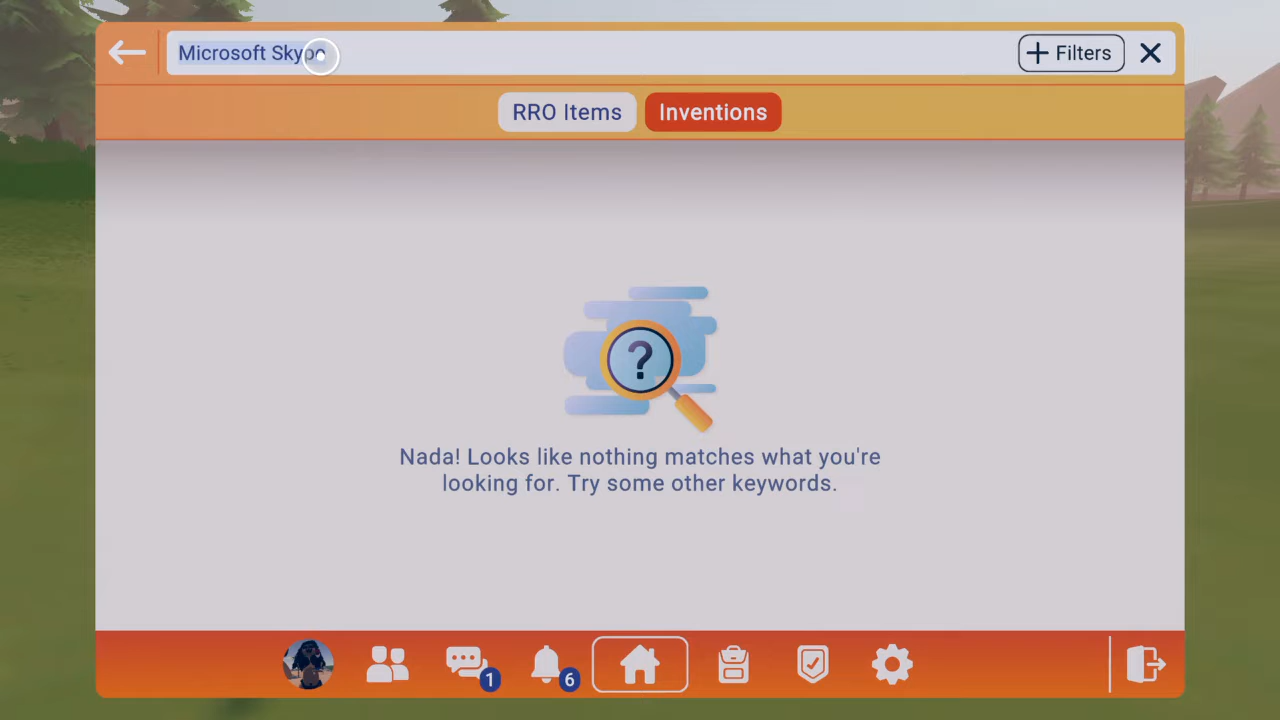 Microsoft Skype
Filters
RRO Items
Inventions
?
Nada! Looks like nothing matches what you're
looking for. Try some other keywords.
1
6